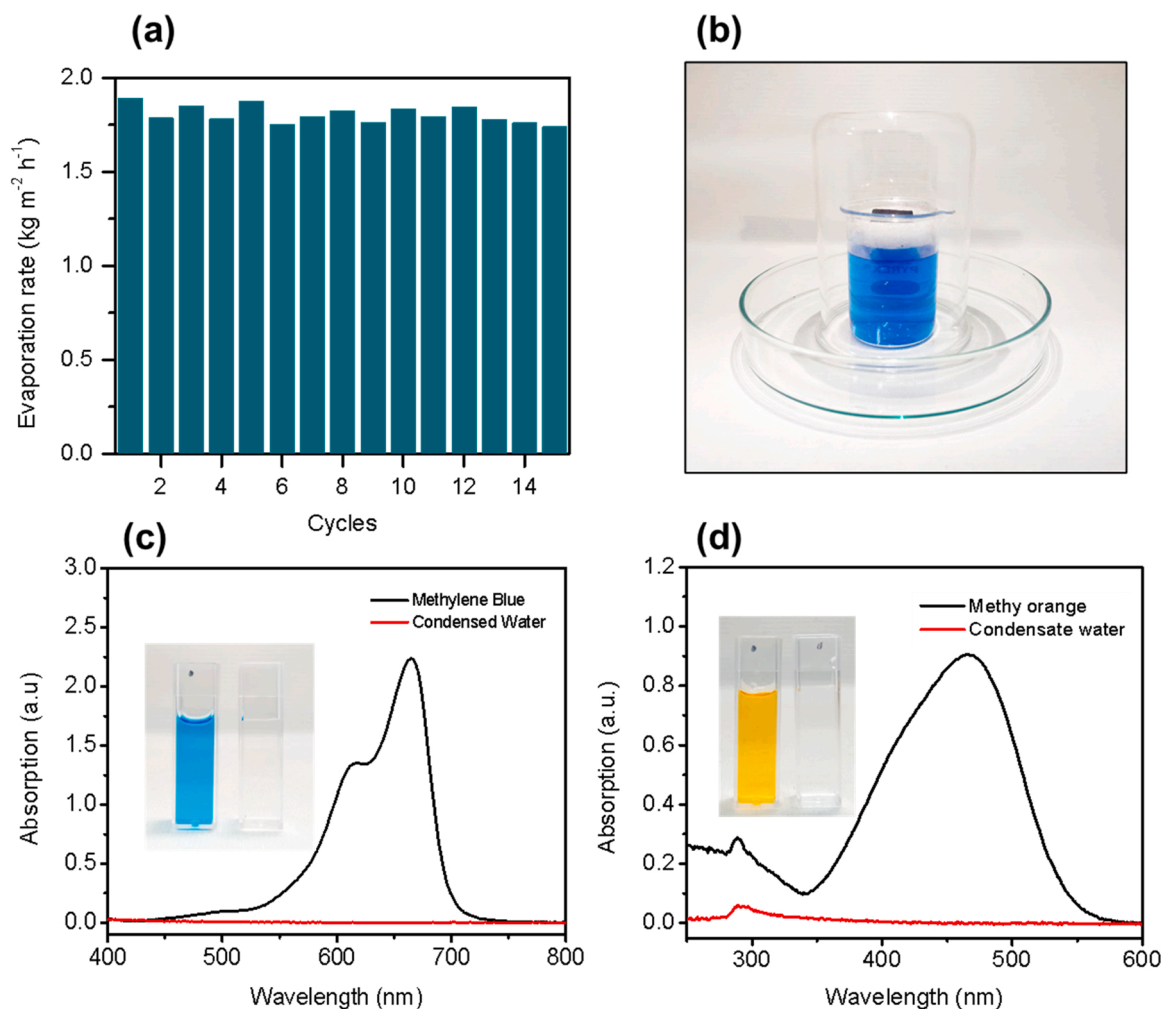 (a)
2.0
1.5
1.0
0.5
0.0
Evaporation rate (kg m⁻² h⁻¹)
2 4 6 8 10 12 14
Cycles
(b)
(c)
3.0
2.5
2.0
1.5
1.0
0.5
0.0
Absorption (a.u)
Methylene Blue
Condensed Water
400 500 600 700 800
Wavelength (nm)
(d)
1.2
1.0
0.8
0.6
0.4
0.2
0.0
Absorption (a.u.)
Methy orange
Condensate water
300 400 500 600
Wavelength (nm)